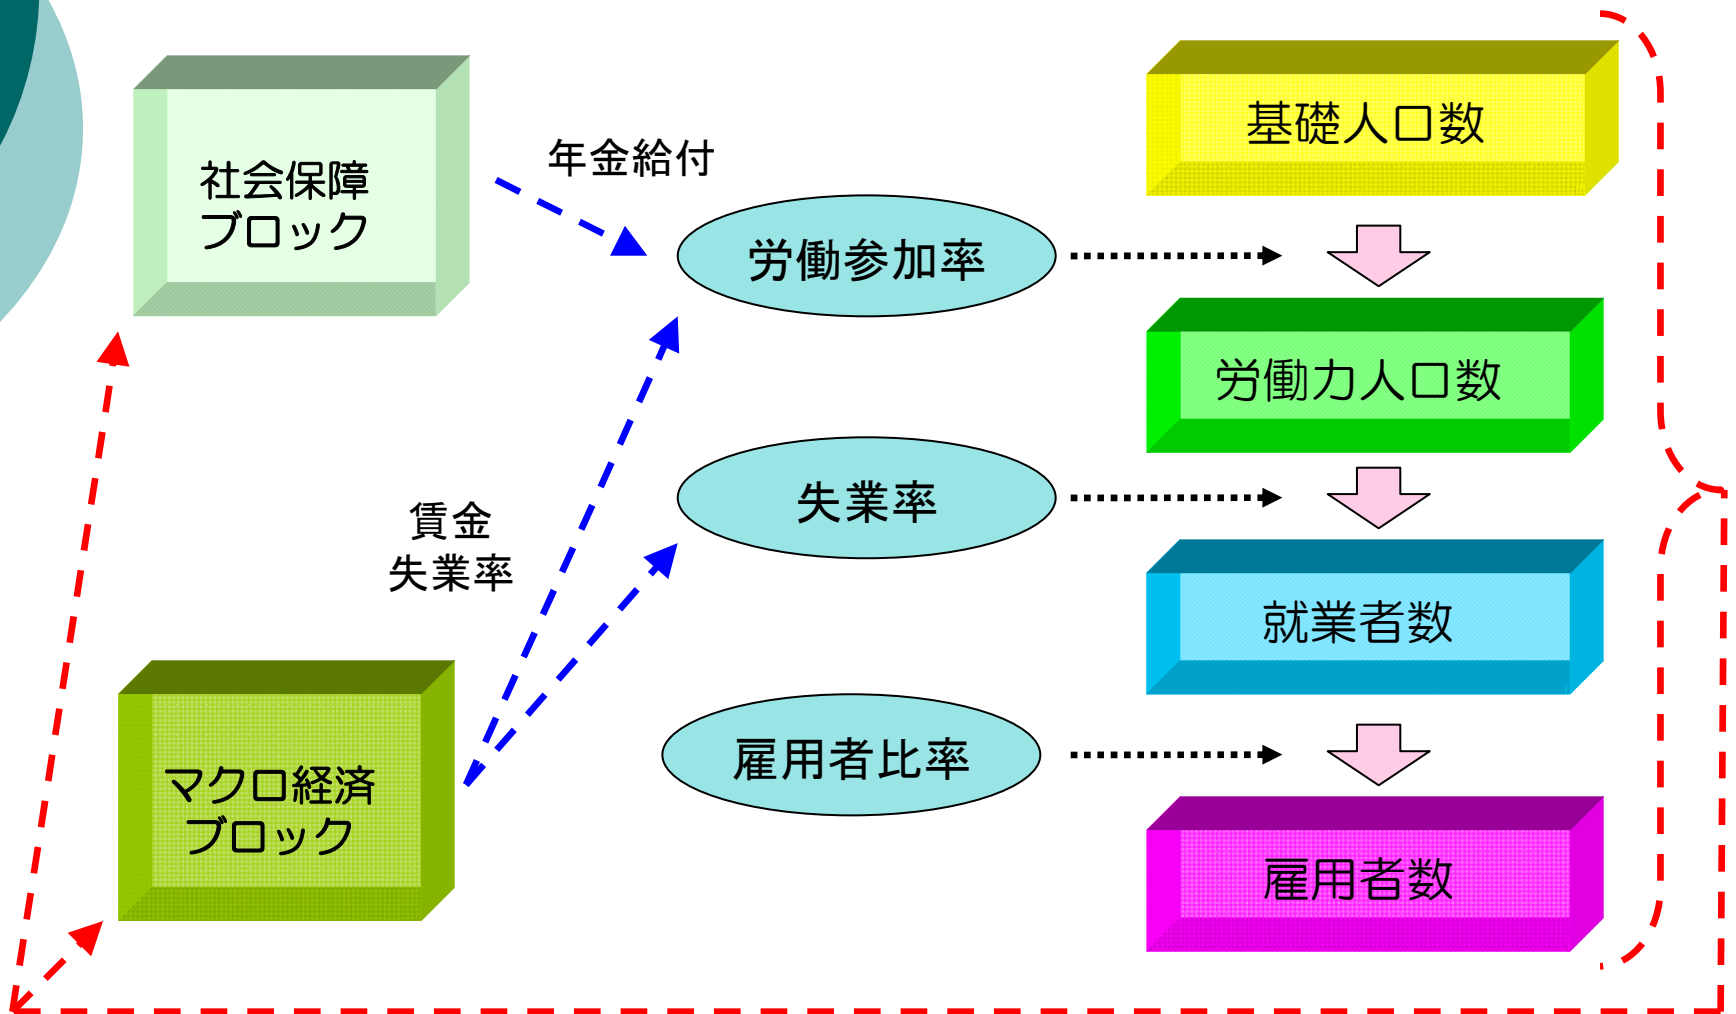 社会保障
ブロック
年金給付
基礎人口数
労働参加率
労働力人口数
賃金
失業率
失業率
就業者数
マクロ経済
ブロック
雇用者比率
雇用者数